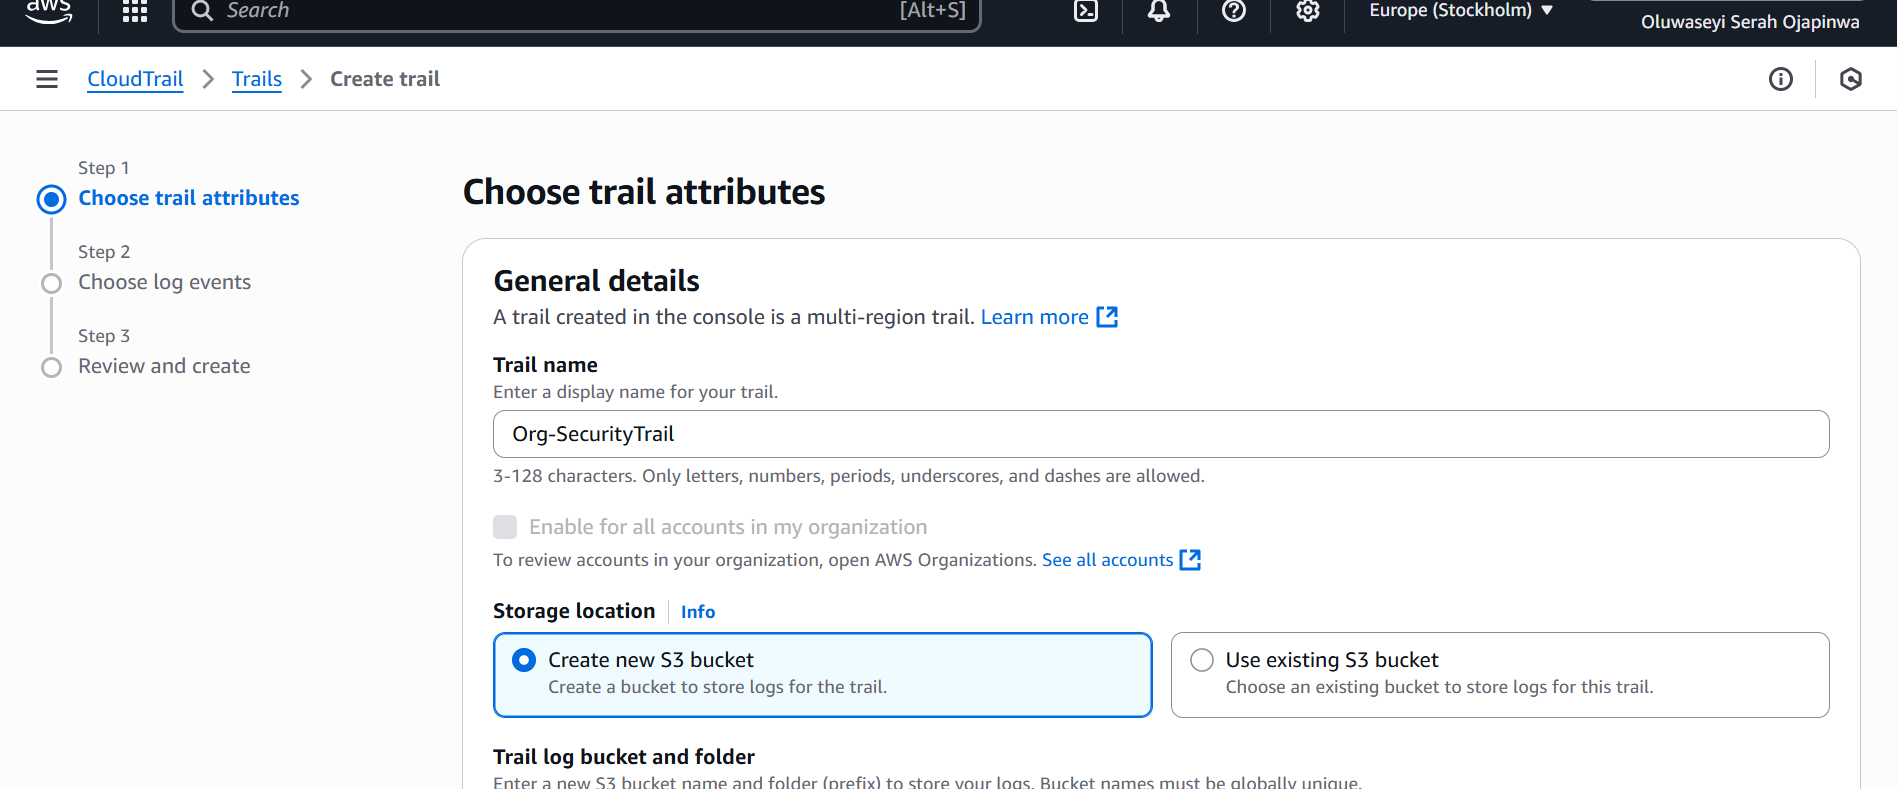 aws
Search [Alt+S]
Europe (Stockholm)
Oluwaseyi Serah Ojapinwa
CloudTrail
Trails
Create trail
Step 1
Choose trail attributes
Step 2
Choose log events
Step 3
Review and create
Choose trail attributes
General details
A trail created in the console is a multi-region trail. Learn more
Trail name
Enter a display name for your trail.
Org-SecurityTrail
3-128 characters. Only letters, numbers, periods, underscores, and dashes are allowed.
Enable for all accounts in my organization
To review accounts in your organization, open AWS Organizations. See all accounts
Storage location
Info
Create new S3 bucket
Create a bucket to store logs for the trail.
Use existing S3 bucket
Choose an existing bucket to store logs for this trail.
Trail log bucket and folder
Enter a new S3 bucket name and folder (prefix) to store your logs. Bucket names must be globally unique.